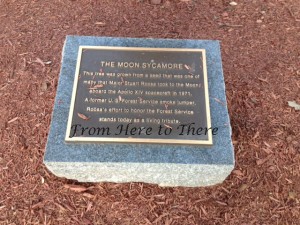 THE MOON SYCAMORE
This tree was grown from a seed that was one of
many that Major Stuart Roosa took to the Moon
aboard the Apollo XIV spacecraft in 1971.
A former U.S. Forest Service smoke jumper,
Roosa's effort to honor the Forest Service
stands today as a living tribute.
From Here to There